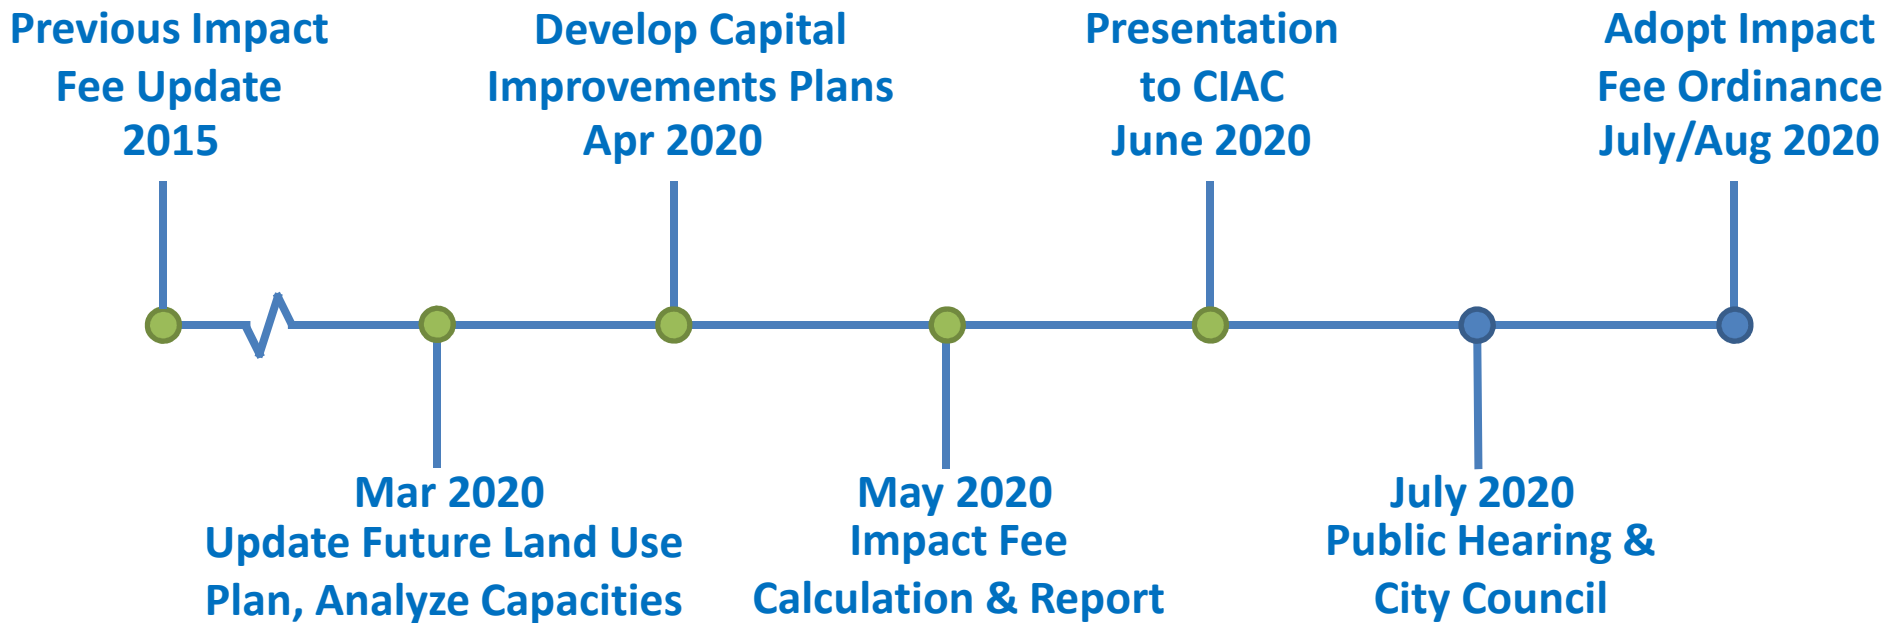 Previous Impact
Fee Update
2015
Develop Capital
Improvements Plans
Apr 2020
Presentation
to CIAC
June 2020
Adopt Impact
Fee Ordinance
July/Aug 2020
Mar 2020
Update Future Land Use
Plan, Analyze Capacities
May 2020
Impact Fee
Calculation & Report
July 2020
Public Hearing &
City Council